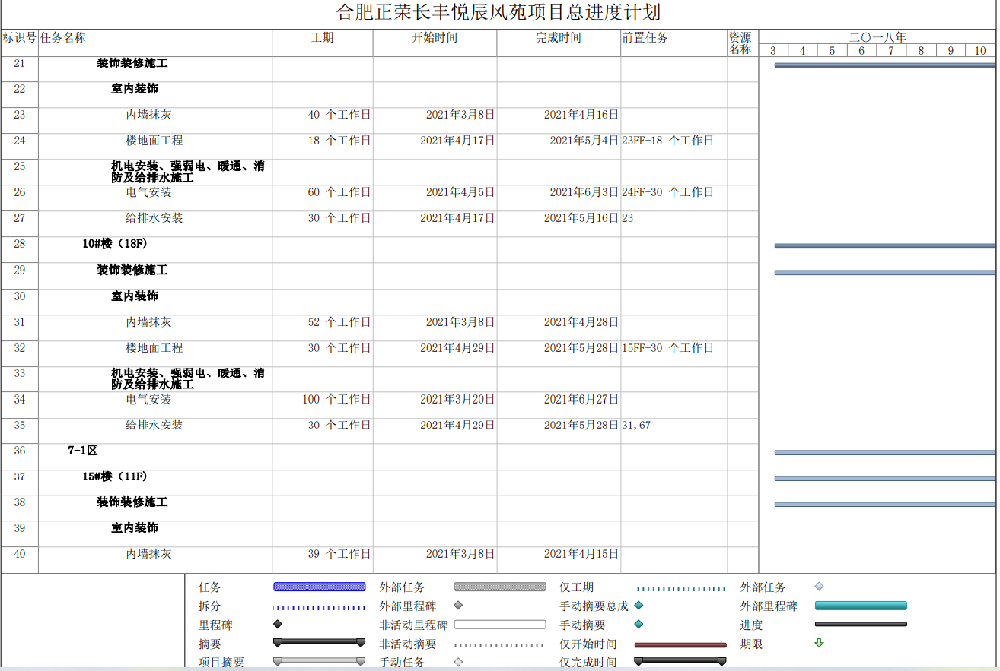 合肥正荣长丰悦辰风苑项目总进度计划
标识号 任务名称 工期 开始时间 完成时间 前置任务 资源名称 二〇一八年
3 4 5 6 7 8 9 10
21 装饰装修施工
22 室内装饰
23 内墙抹灰 40 个工作日 2021年3月8日 2021年4月16日
24 楼地面工程 18 个工作日 2021年4月17日 2021年5月4日 23FF+18 个工作日
25 机电安装、强弱电、暖通、消
防及给排水施工
26 电气安装 60 个工作日 2021年4月5日 2021年6月3日 24FF+30 个工作日
27 给排水安装 30 个工作日 2021年4月17日 2021年5月16日 23
28 10#楼（18F）
29 装饰装修施工
30 室内装饰
31 内墙抹灰 52 个工作日 2021年3月8日 2021年4月28日
32 楼地面工程 30 个工作日 2021年4月29日 2021年5月28日 15FF+30 个工作日
33 机电安装、强弱电、暖通、消
防及给排水施工
34 电气安装 100 个工作日 2021年3月20日 2021年6月27日
35 给排水安装 30 个工作日 2021年4月29日 2021年5月28日 31,67
36 7-1区
37 15#楼（11F）
38 装饰装修施工
39 室内装饰
40 内墙抹灰 39 个工作日 2021年3月8日 2021年4月15日
任务 外部任务 仅工期 外部任务
拆分 外部里程碑 手动摘要总成 外部里程碑
里程碑 非活动里程碑 手动摘要 进度
摘要 非活动摘要 仅开始时间 期限
项目摘要 手动任务 仅完成时间